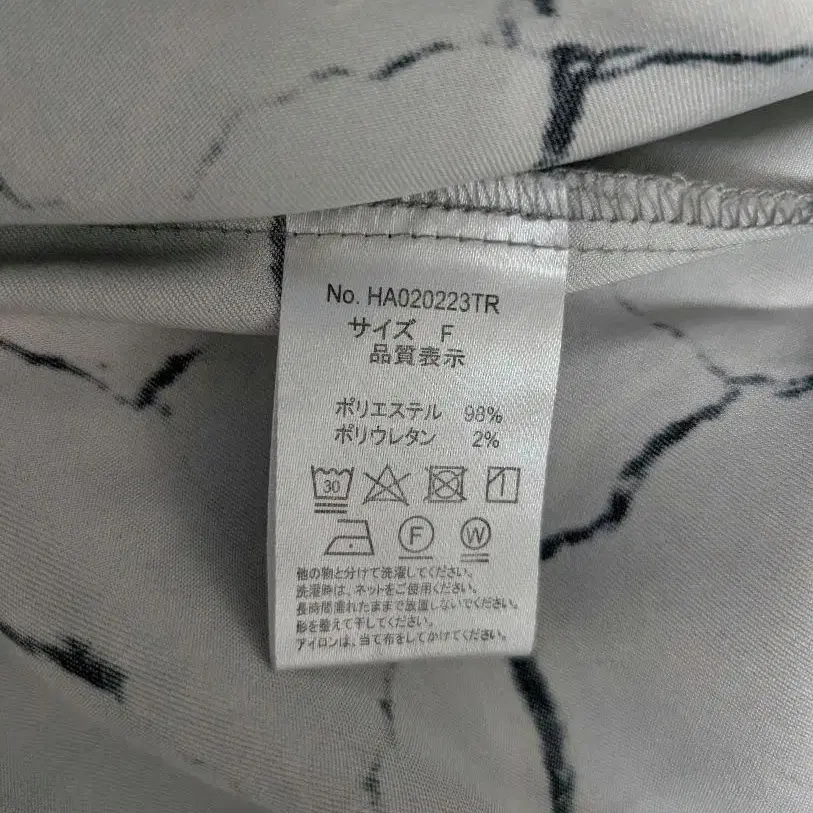 No. HA020223TR
サイズ F
品質表示
ポリエステル 98%
ポリウレタン 2%
30
F W
他の物と分けて洗濯してください。
洗濯時は、ネットをご使用ください。
長時間濡れたままで放置しないでください。
形を整えて干してください。
アイロンは、当て布をしてかけてください。